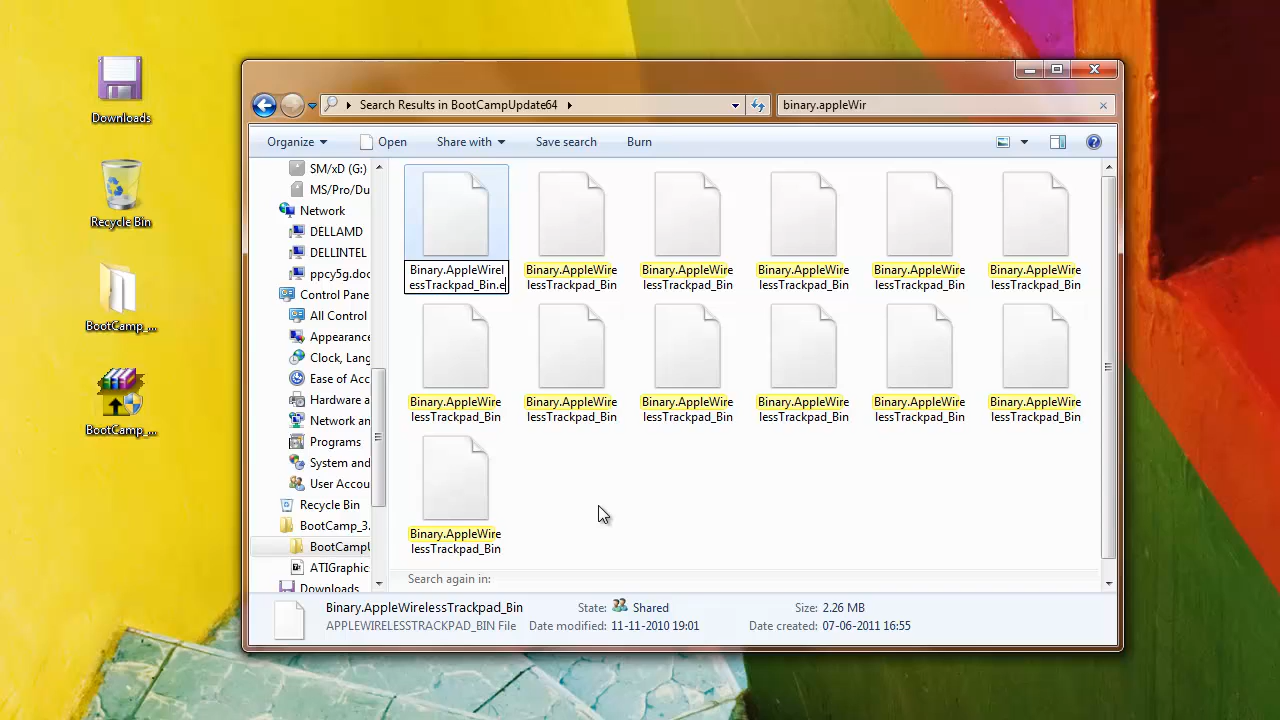 Downloads
Recycle Bin
BootCamp_...
BootCamp_...
Search Results in BootCampUpdate64
binary.appleWir
Organize
Open
Share with
Save search
Burn
SM/xD (G:)
MS/Pro/Du
Network
DELLAMD
DELLINTEL
ppcy5g.doc
Control Pane
All Control
Appearance
Clock, Lang
Ease of Acc
Hardware a
Network an
Programs
System and
User Accou
Recycle Bin
BootCamp_3.
BootCampU
ATIGraphic
Downloads
Binary.AppleWirel
essTrackpad_Bin.e
Binary.AppleWire
lessTrackpad_Bin
Binary.AppleWire
lessTrackpad_Bin
Binary.AppleWire
lessTrackpad_Bin
Binary.AppleWire
lessTrackpad_Bin
Binary.AppleWire
lessTrackpad_Bin
Binary.AppleWire
lessTrackpad_Bin
Binary.AppleWire
lessTrackpad_Bin
Binary.AppleWire
lessTrackpad_Bin
Binary.AppleWire
lessTrackpad_Bin
Binary.AppleWire
lessTrackpad_Bin
Binary.AppleWire
lessTrackpad_Bin
Binary.AppleWire
lessTrackpad_Bin
Search again in:
Binary.AppleWirelessTrackpad_Bin
State: Shared
Size: 2.26 MB
APPLEWIRELESSTRACKPAD_BIN File
Date modified: 11-11-2010 19:01
Date created: 07-06-2011 16:55